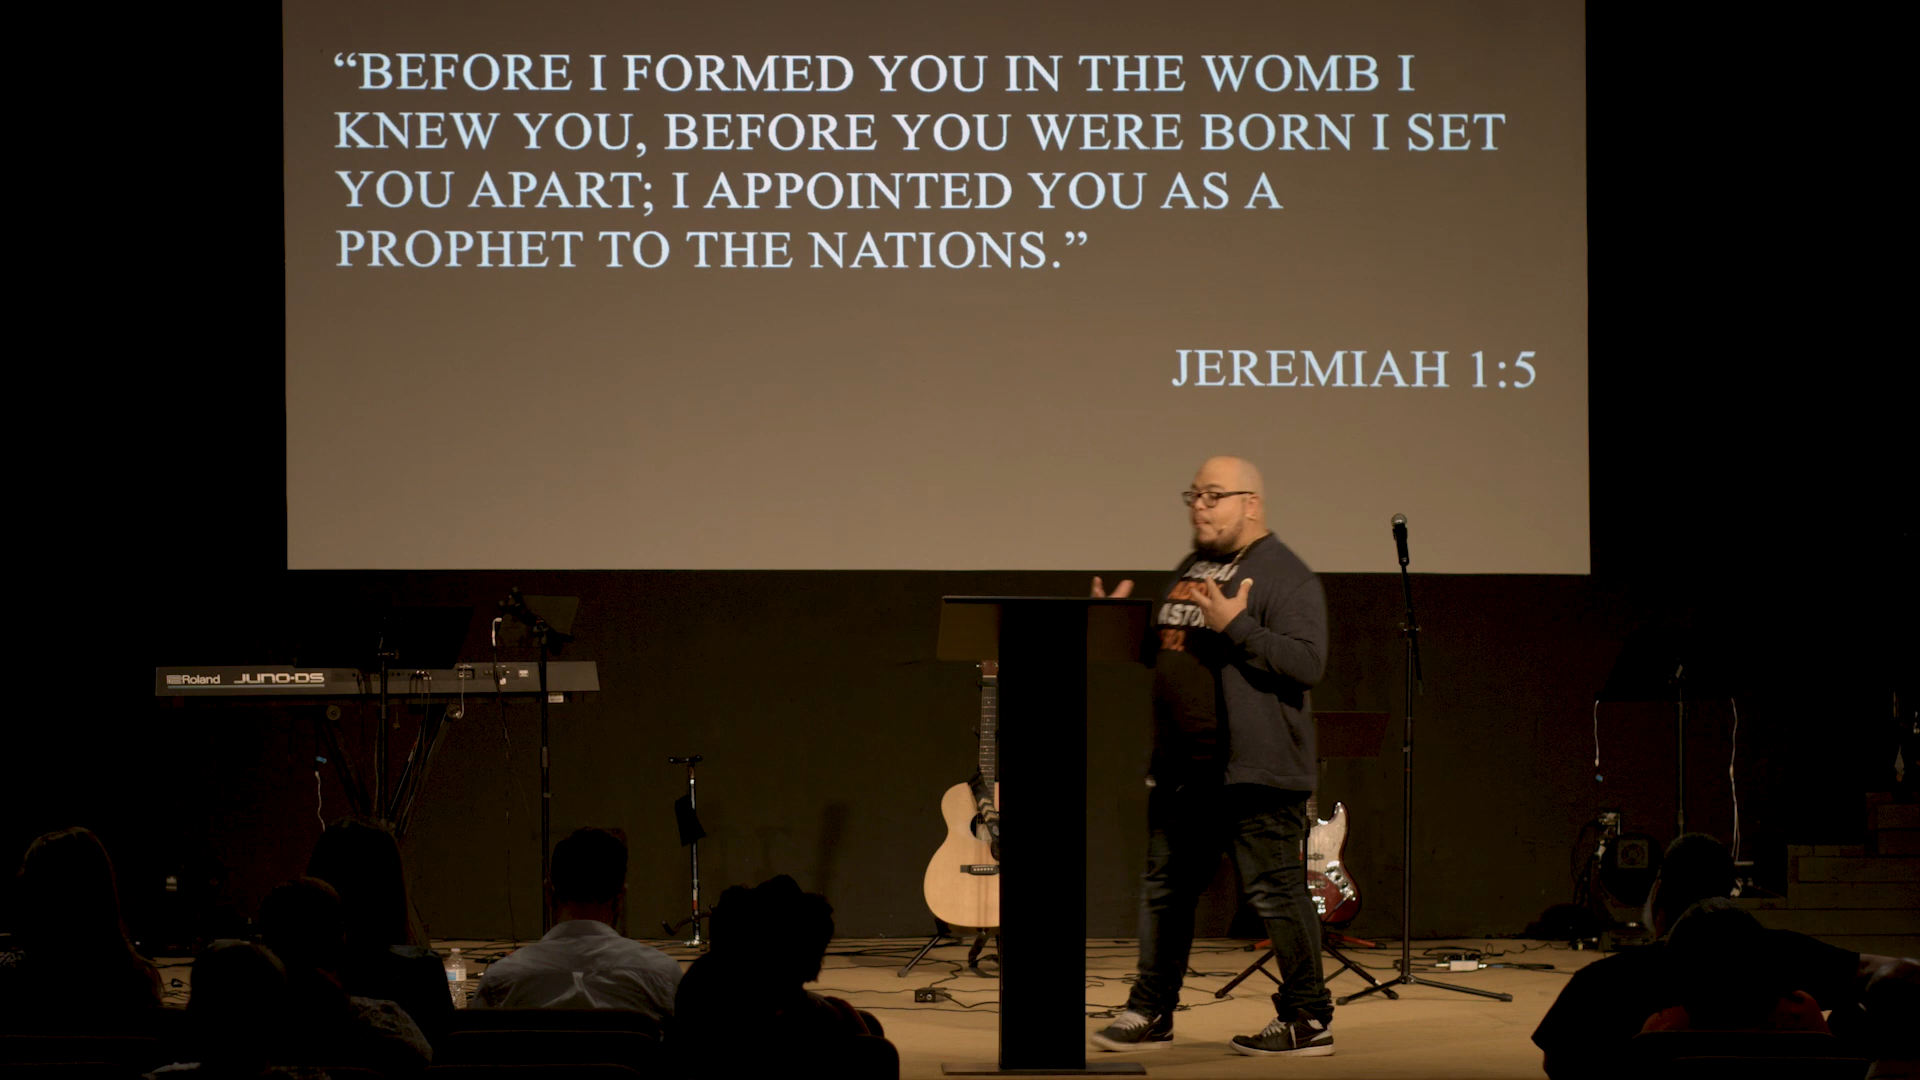 “BEFORE I FORMED YOU IN THE WOMB I
KNEW YOU, BEFORE YOU WERE BORN I SET
YOU APART; I APPOINTED YOU AS A
PROPHET TO THE NATIONS.”
JEREMIAH 1:5
Roland JUNO-DS